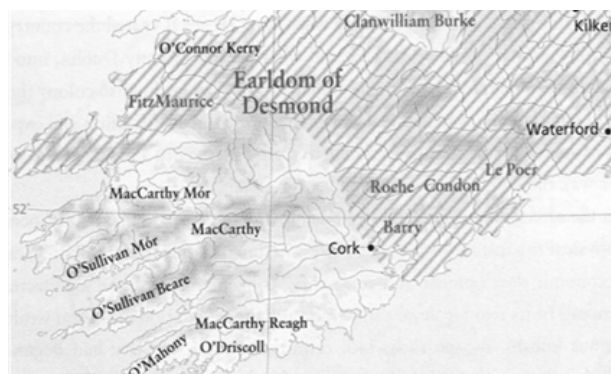 Clanwilliam Burke
Kilken
O'Connor Kerry
Earldom of
Desmond
FitzMaurice
Waterford
Le Poer
Roche Condon
MacCarthy Mór
52°
MacCarthy
Barry
Cork
O'Sullivan Mór
O'Sullivan Beare
MacCarthy Reagh
O'Driscoll
O'Mahony